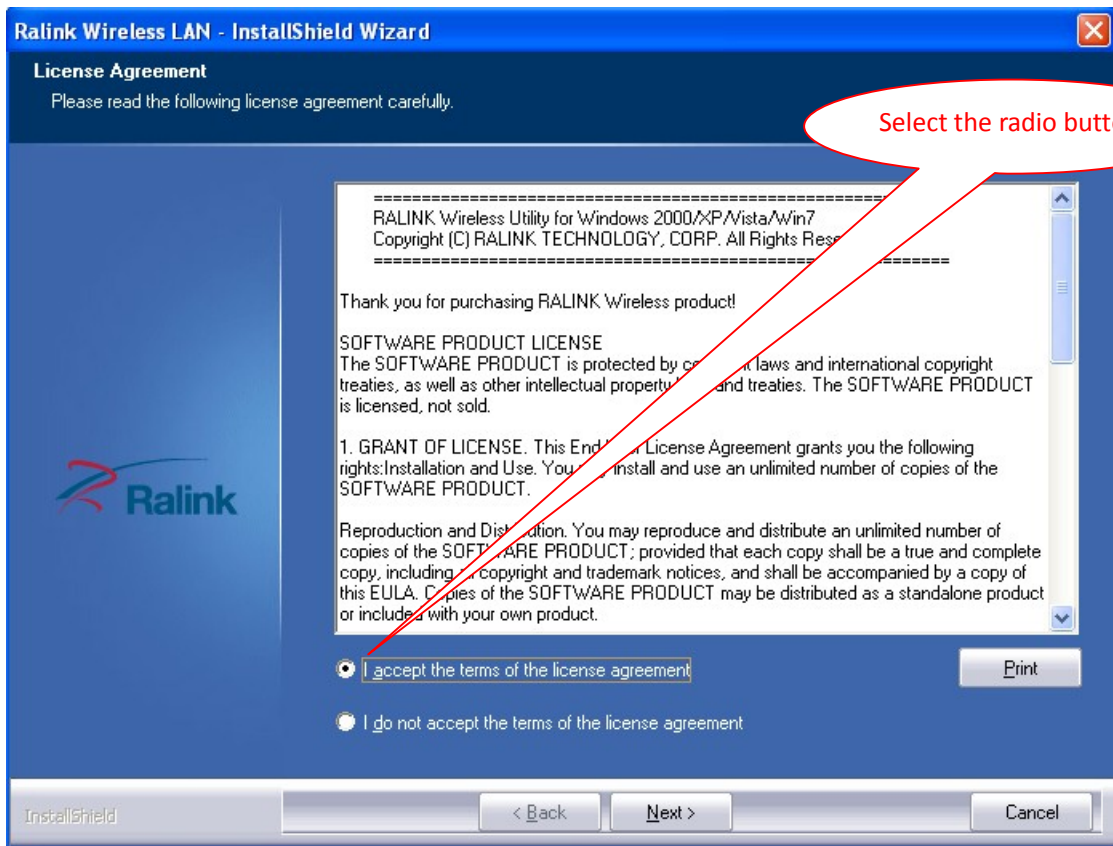 Ralink Wireless LAN - InstallShield Wizard
License Agreement
Please read the following license agreement carefully.
Select the radio
RALINK Wireless Utility for Windows 2000/XP/Vista/Win7
Copyright (C) RALINK TECHNOLOGY, CORP. All Rights
Thank you for purchasing RALINK Wireless product!
SOFTWARE PRODUCT LICENSE
The SOFTWARE PRODUCT is protected by laws and international copyright
treaties, as well as other intellectual property and treaties. The SOFTWARE PRODUCT
is licensed, not sold.
1. GRANT OF LICENSE. This License Agreement grants you the following
rights:Installation and Use. You install and use an unlimited number of copies of the
SOFTWARE PRODUCT.
Reproduction and Distribution. You may reproduce and distribute an unlimited number of
copies of the SOFTWARE PRODUCT; provided that each copy shall be a true and complete
copy, including copyright and trademark notices, and shall be accompanied by a copy of
this EULA. Copies of the SOFTWARE PRODUCT may be distributed as a standalone product
or included with your own product.
Ralink
I accept the terms of the license agreement
Print
I do not accept the terms of the license agreement
InstallShield
< Back
Next >
Cancel